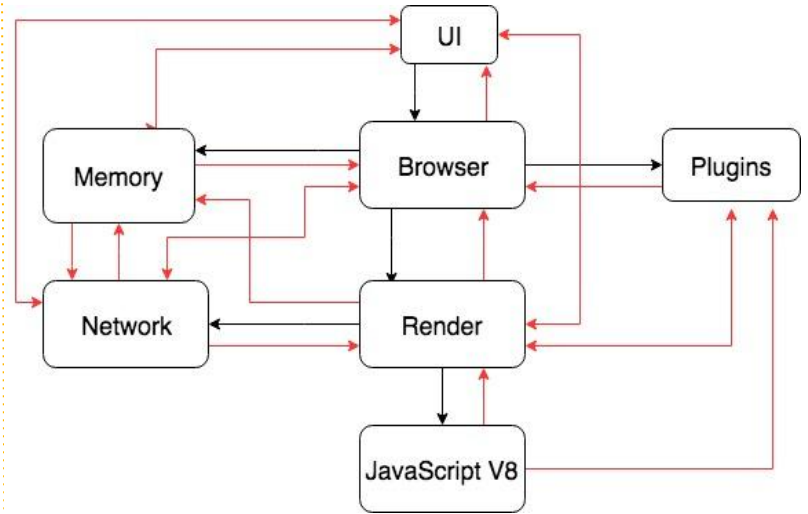 UI
Memory
Browser
Plugins
Network
Render
JavaScript V8